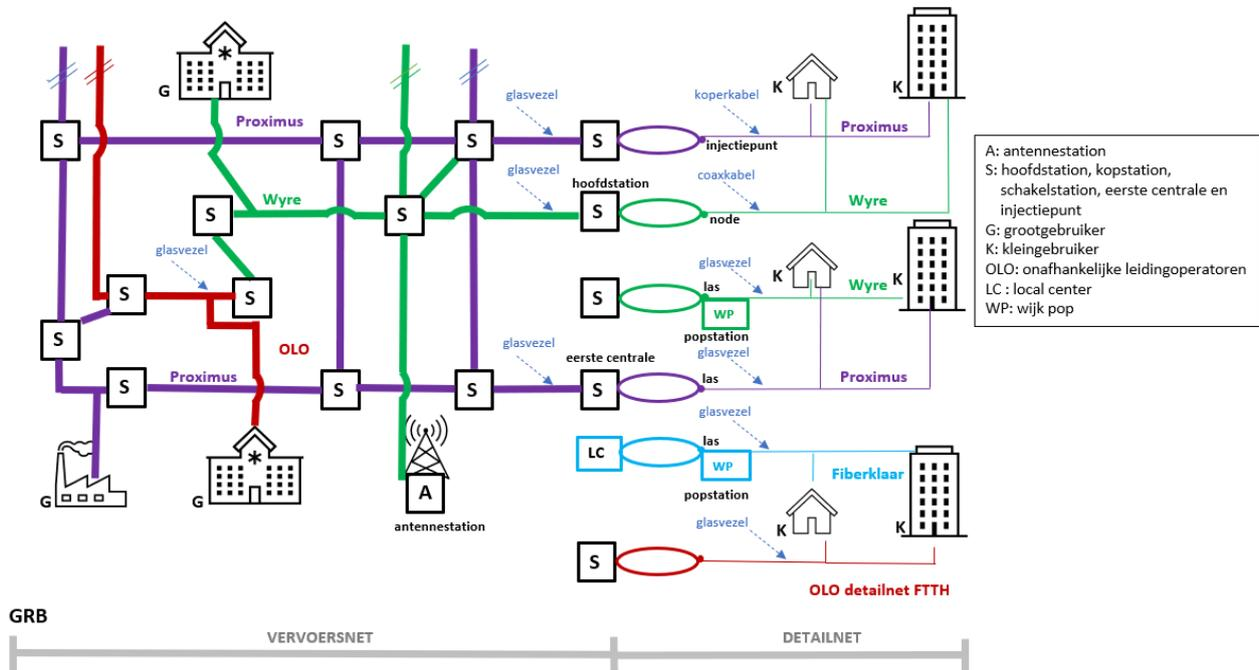 G
K
K
glasvezel
koperkabel
Proximus
Proximus
S
S
S
S
injectiepunt
glasvezel
coaxkabel
hoofdstation
Wyre
Wyre
S
S
S
node
glasvezel
glasvezel
K
K
las
Wyre
S
S
S
WP
popstation
S
OLO
glasvezel
glasvezel
eerste centrale
Proximus
las
Proximus
S
S
S
S
glasvezel
las
LC
WP
Fiberklaar
popstation
G
G
A
antennestation
glasvezel
K
K
S
OLO detailnet FTTH
A: antennestation
S: hoofdstation, kopstation,
schakelstation, eerste centrale en
injectiepunt
G: grootgebruiker
K: kleingebruiker
OLO: onafhankelijke leidingoperatoren
LC : local center
WP: wijk pop
GRB
VERVOERSNET
DETAILNET